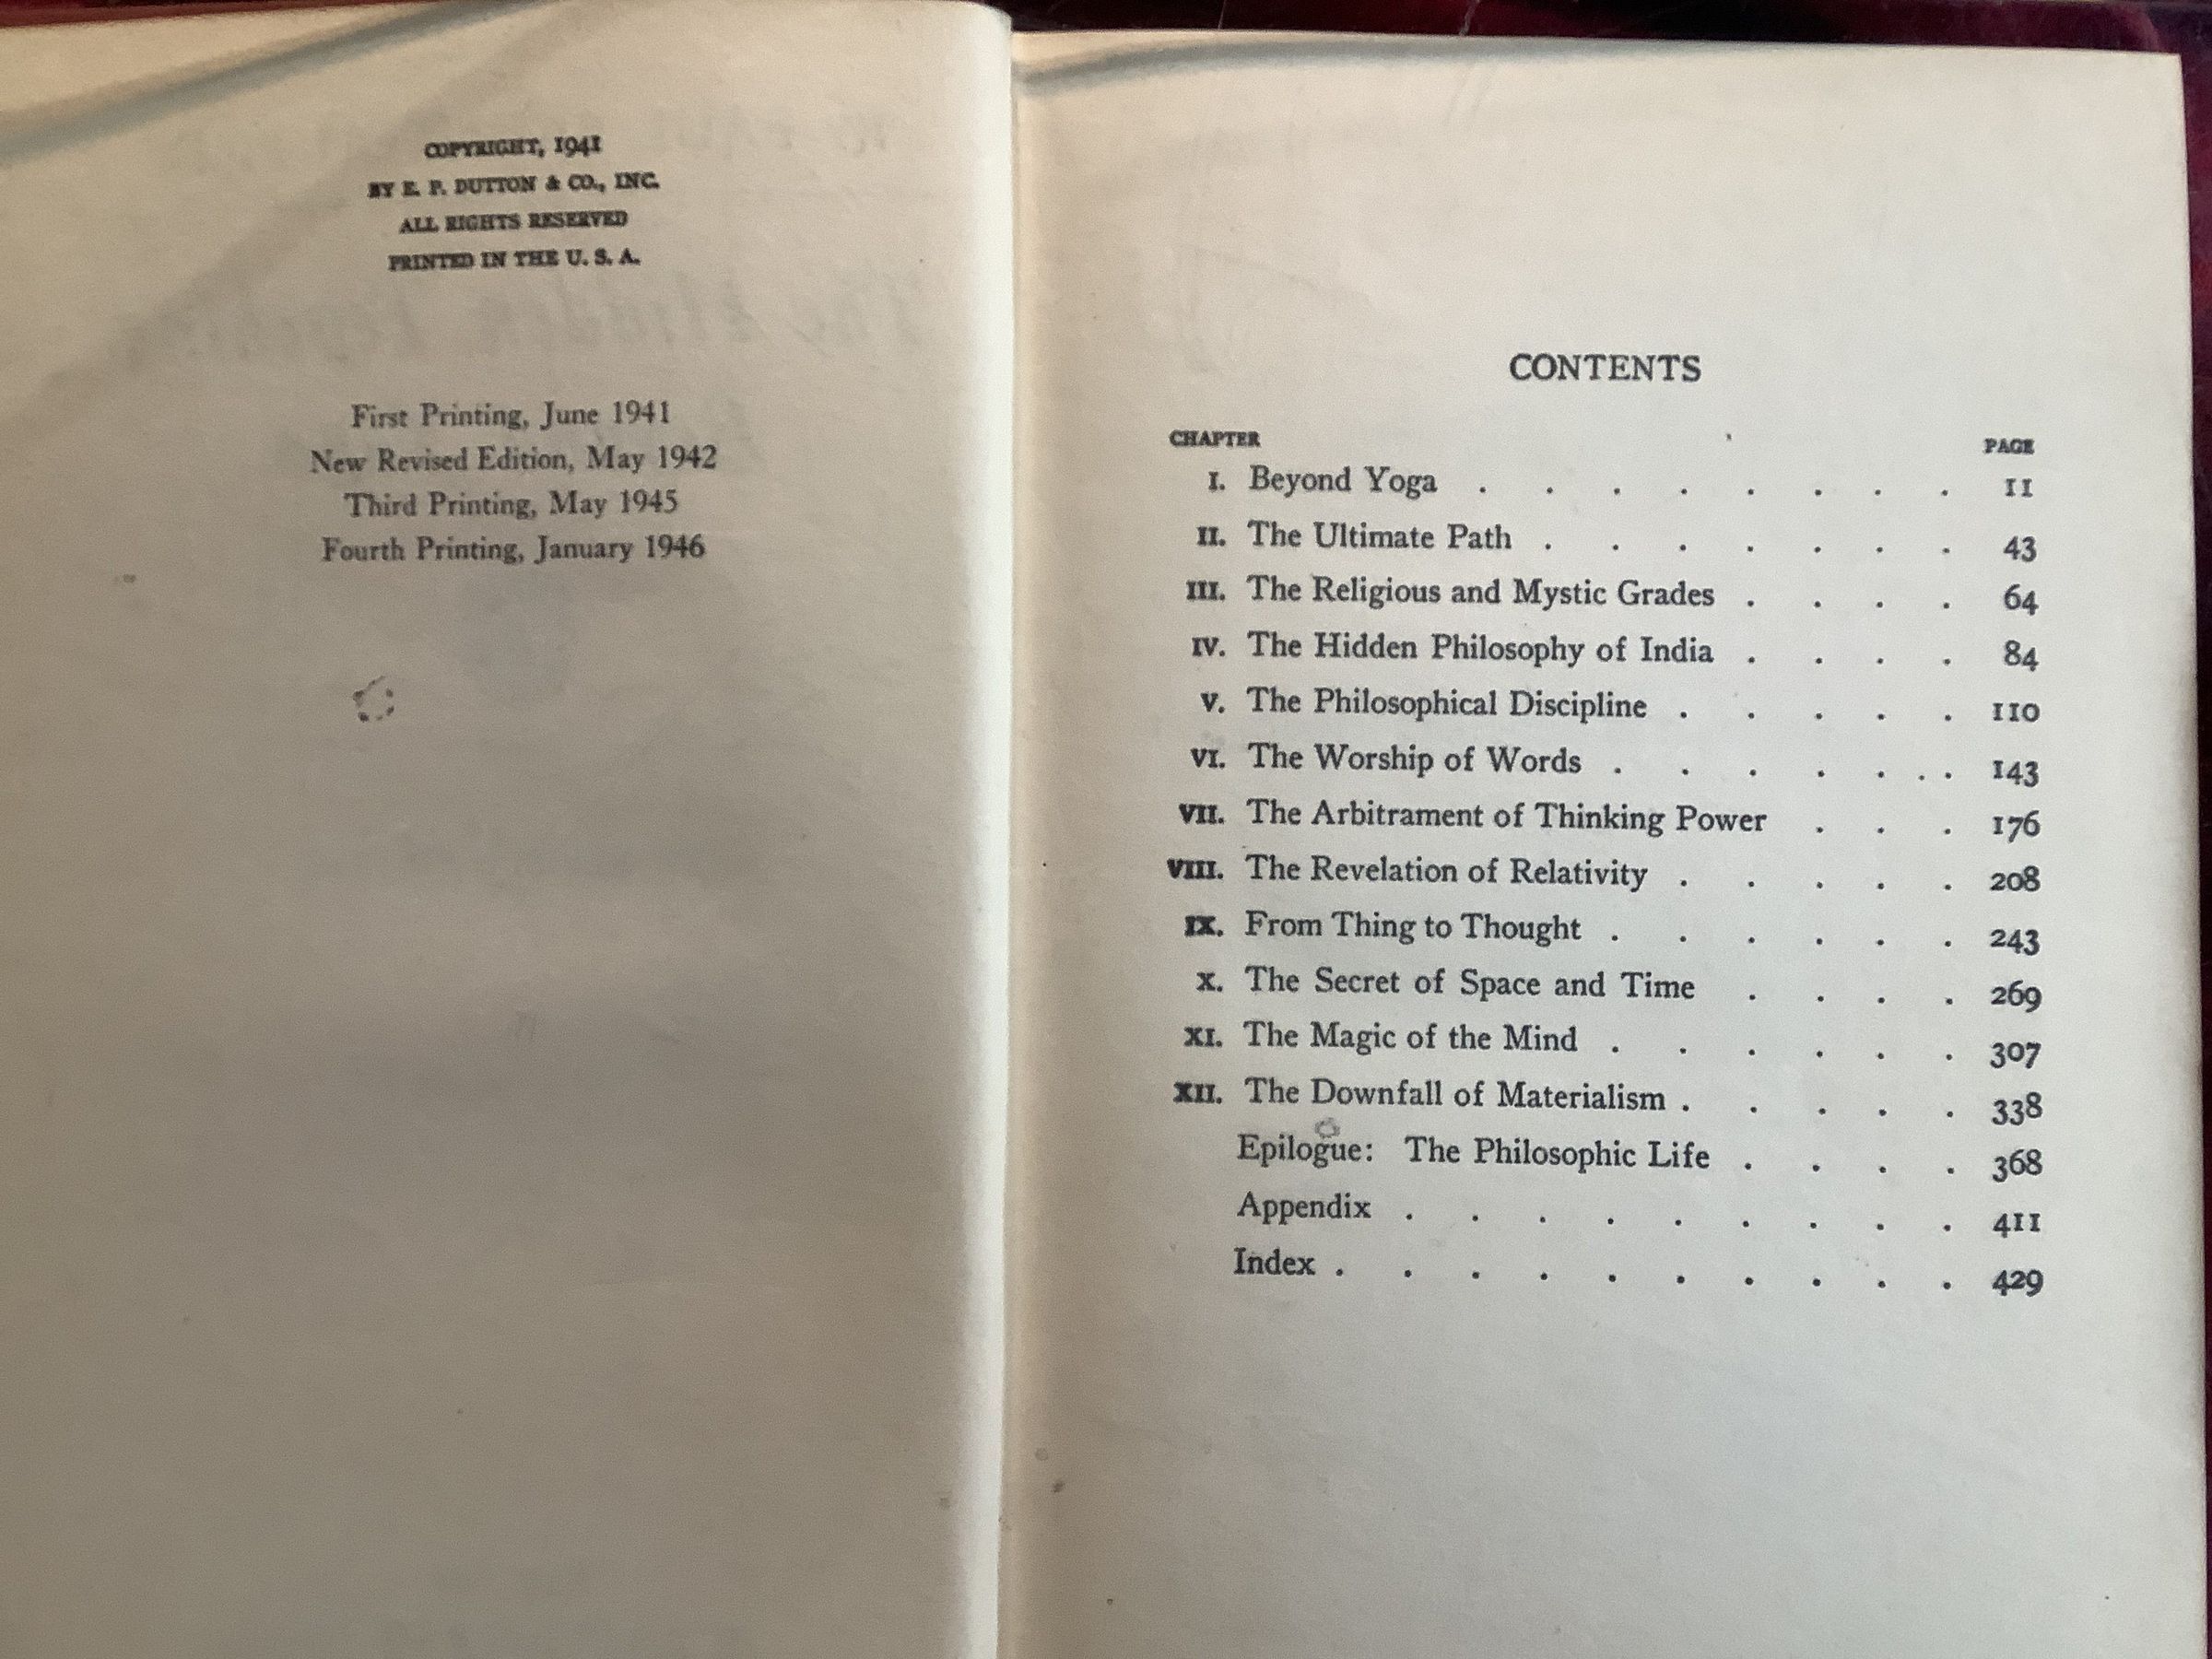 COPYRIGHT, 1941
BY E. P. DUTTON & CO., INC.
ALL RIGHTS RESERVED
PRINTED IN THE U. S. A.
First Printing, June 1941
New Revised Edition, May 1942
Third Printing, May 1945
Fourth Printing, January 1946
CONTENTS
CHAPTER PAGE
I. Beyond Yoga . . . . . . . . 11
II. The Ultimate Path . . . . . . . 43
III. The Religious and Mystic Grades . . . . 64
IV. The Hidden Philosophy of India . . . . 84
V. The Philosophical Discipline . . . . . 110
VI. The Worship of Words . . . . . . . 143
VII. The Arbitrament of Thinking Power . . . 176
VIII. The Revelation of Relativity . . . . . 208
IX. From Thing to Thought . . . . . . 243
X. The Secret of Space and Time . . . . 269
XI. The Magic of the Mind . . . . . . 307
XII. The Downfall of Materialism . . . . . 338
Epilogue: The Philosophic Life . . . . 368
Appendix . . . . . . . . . 411
Index . . . . . . . . . . 429